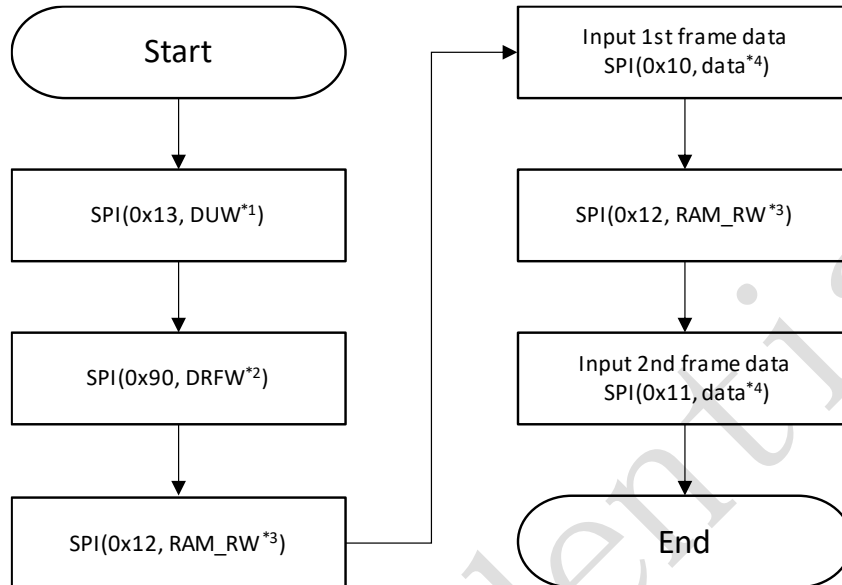 Start
SPI(0x13, DUW*1)
SPI(0x90, DRFW*2)
SPI(0x12, RAM_RW*3)
Input 1st frame data
SPI(0x10, data*4)
SPI(0x12, RAM_RW*3)
Input 2nd frame data
SPI(0x11, data*4)
End